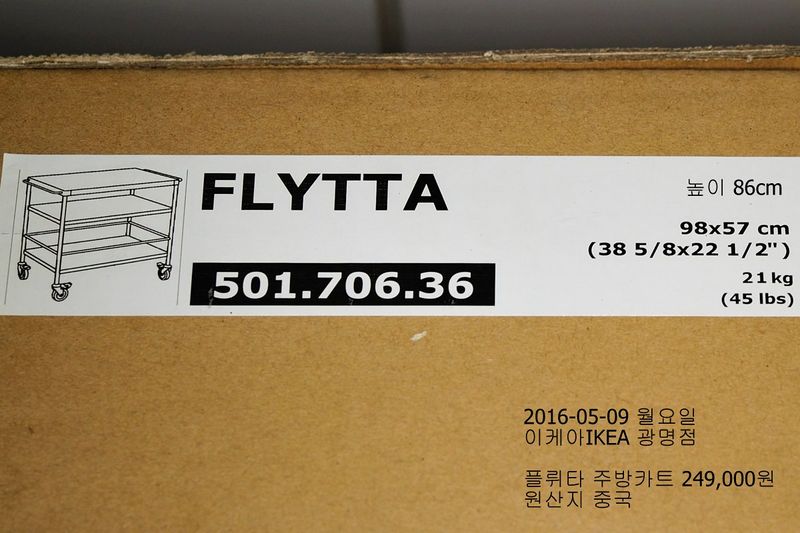 FLYTTA
501.706.36
높이 86cm
98x57 cm
(38 5/8x22 1/2")
21 kg
(45 lbs)
2016-05-09 월요일
이케아IKEA 광명점
플뤼타 주방카트 249,000원
원산지 중국